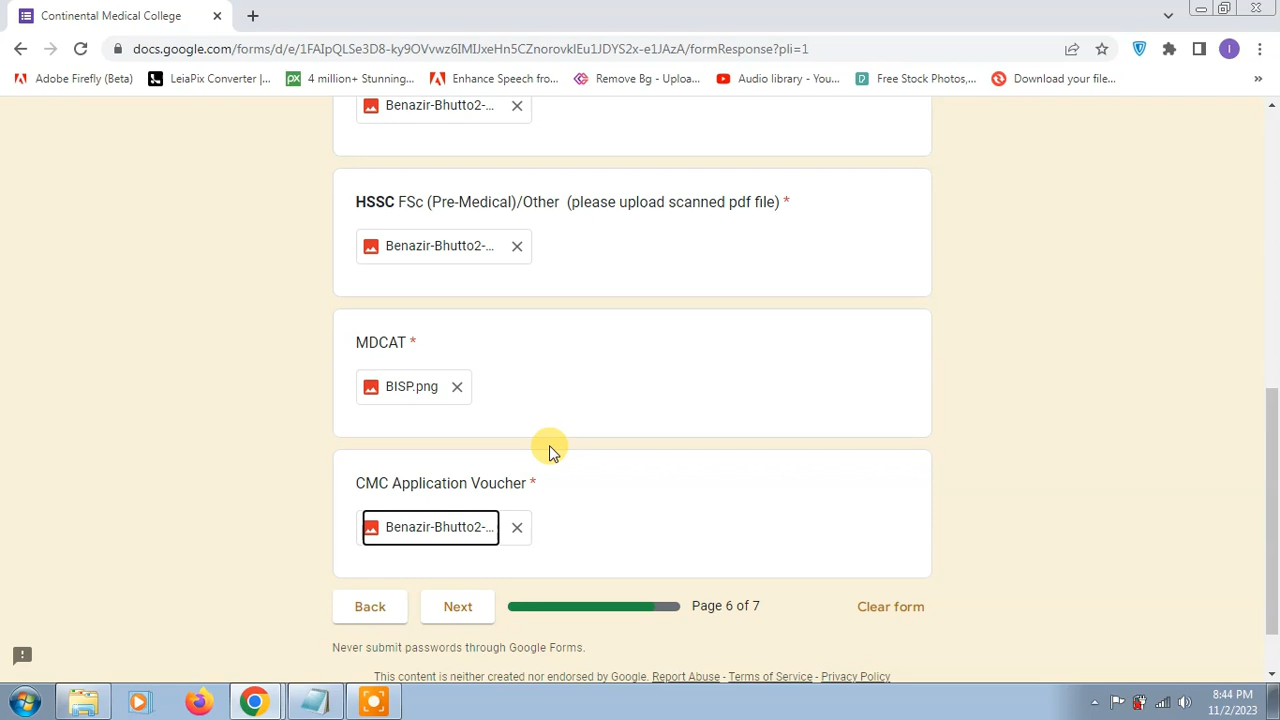 Continental Medical College
docs.google.com/forms/d/e/1FAIpQLSe3D8-ky9OVvwz6IMIJxeHn5CZnorovklEu1JDYS2x-e1JAzA/formResponse?pli=1
I
Adobe Firefly (Beta)
LeiaPix Converter |...
4 million+ Stunning...
Enhance Speech fro...
Remove Bg - Uploa...
Audio library - You...
Free Stock Photos,...
Download your file...
Benazir-Bhutto2-...
HSSC FSc (Pre-Medical)/Other (please upload scanned pdf file) *
Benazir-Bhutto2-...
MDCAT *
BISP.png
CMC Application Voucher *
Benazir-Bhutto2-...
Back
Next
Page 6 of 7
Clear form
Never submit passwords through Google Forms.
This content is neither created nor endorsed by Google. Report Abuse - Terms of Service - Privacy Policy
8:44 PM
11/2/2023